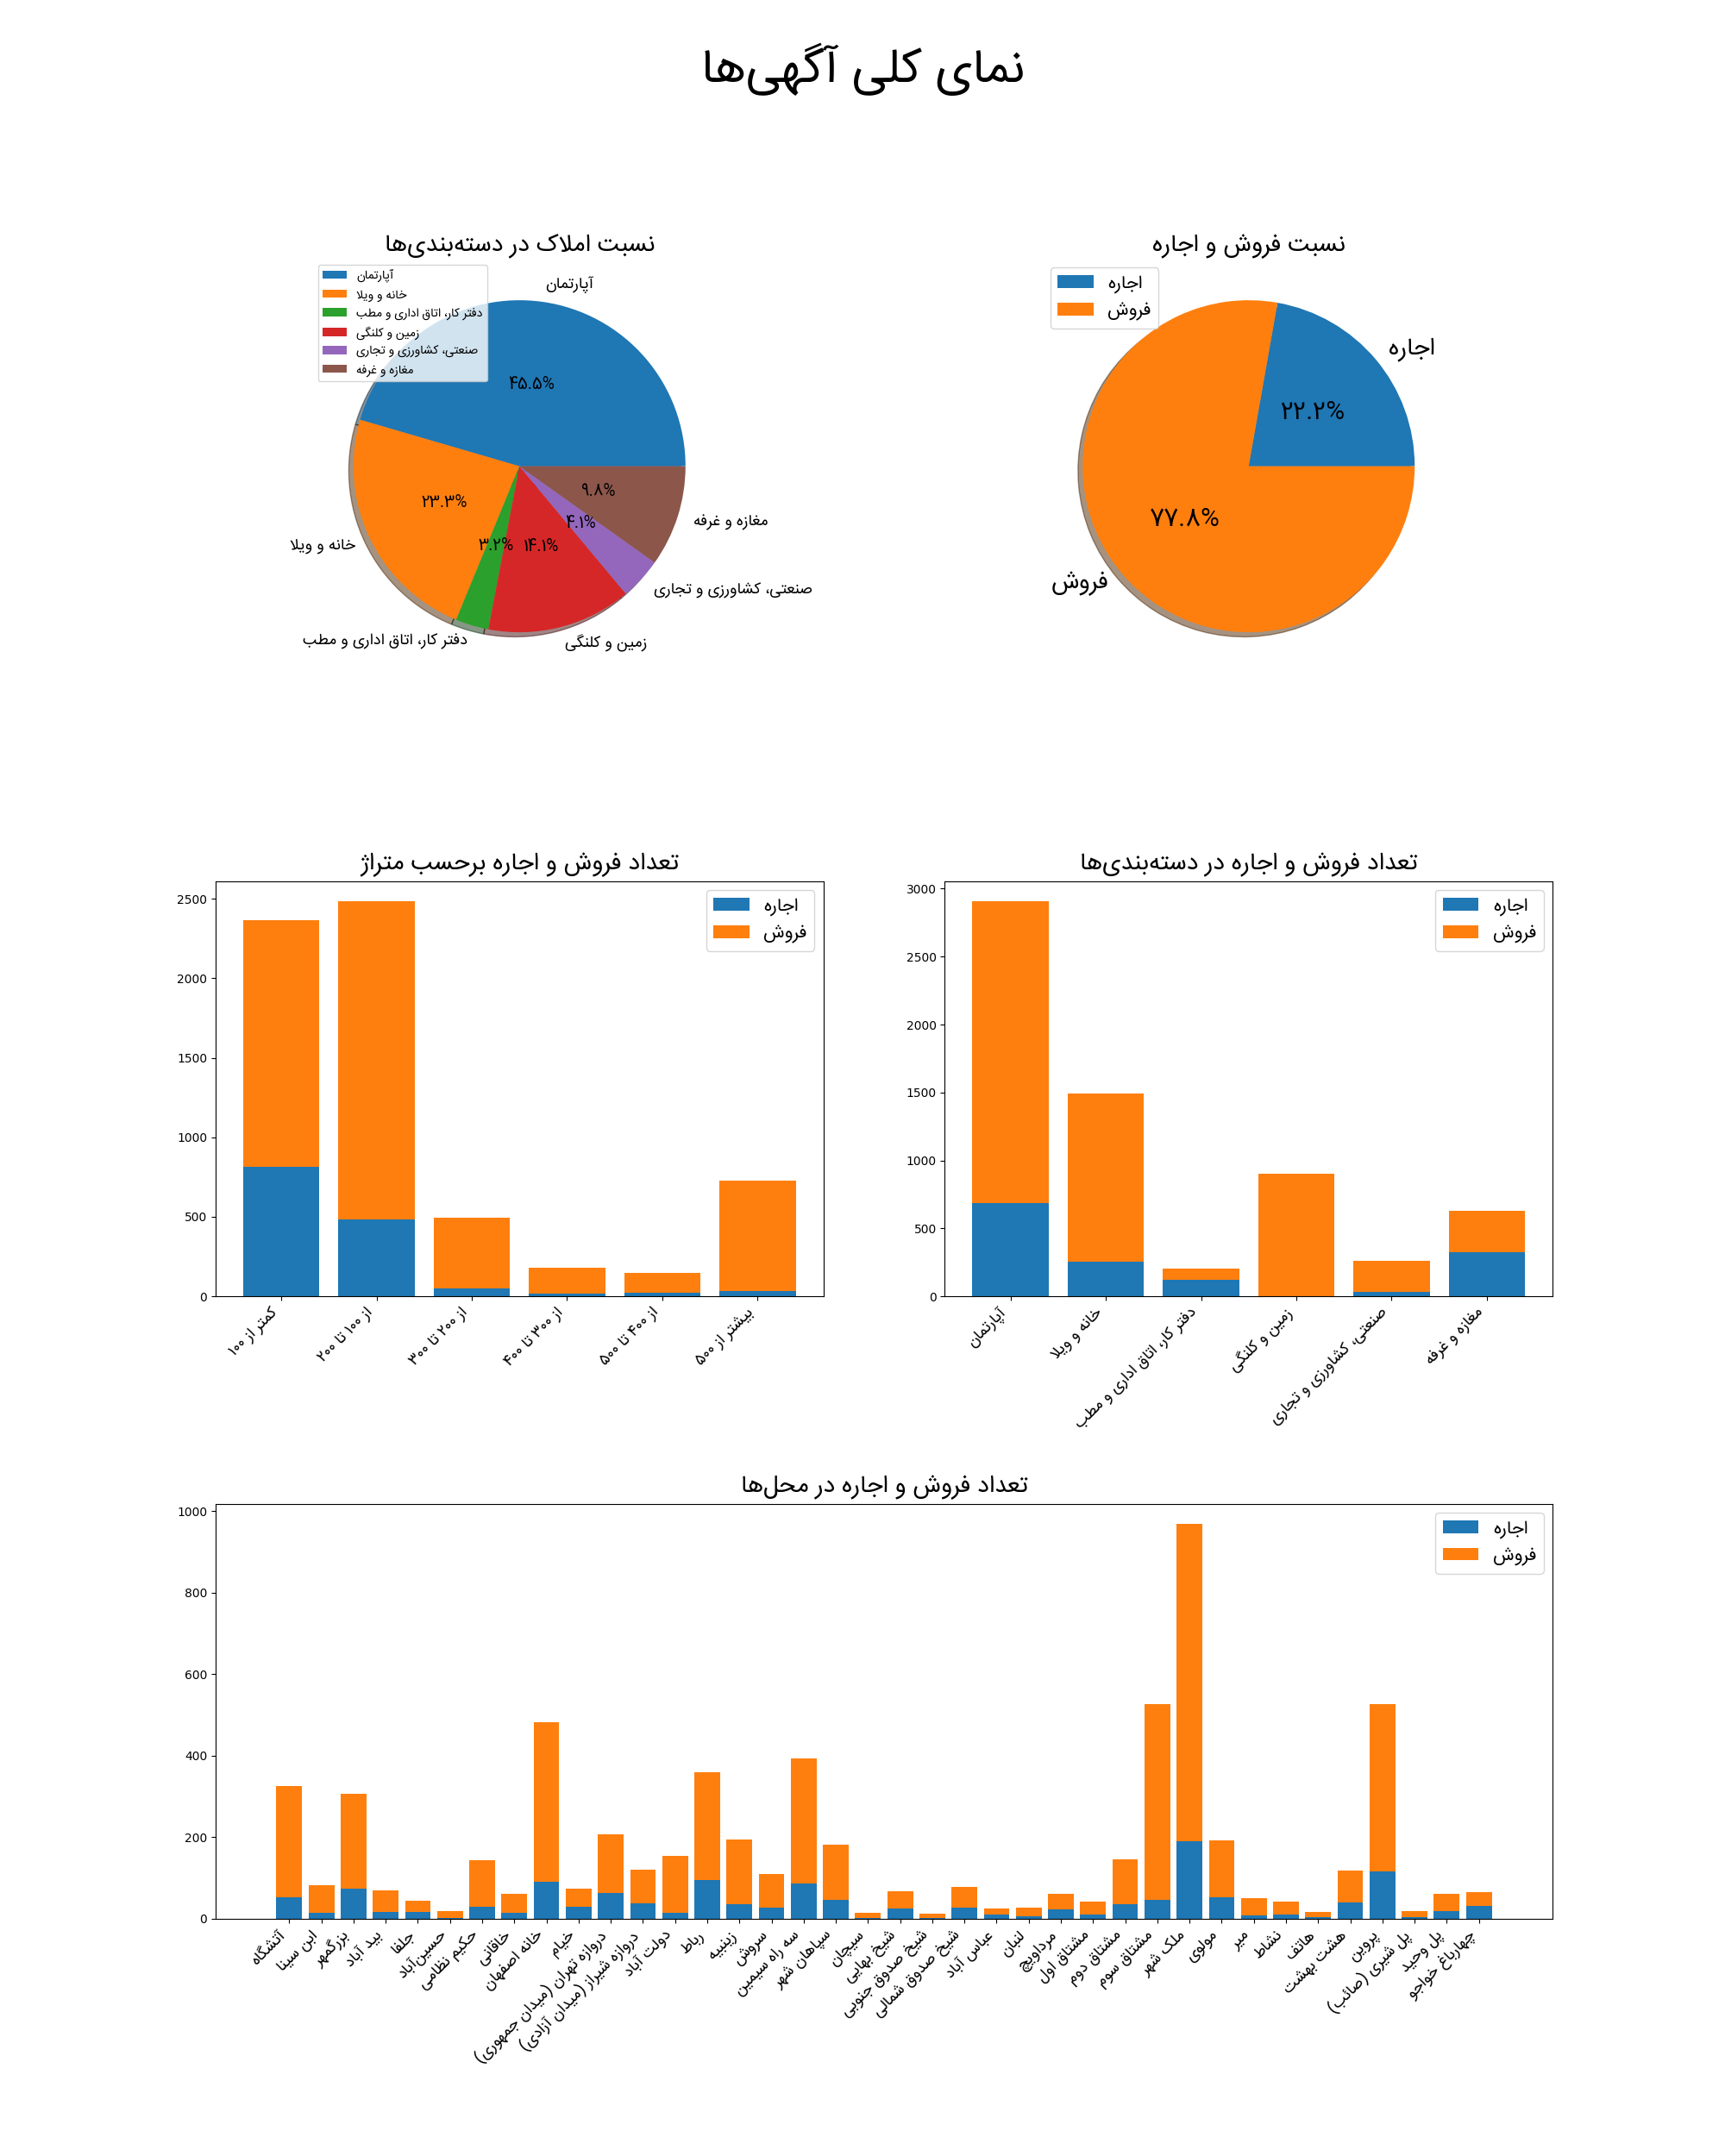 نمای کلی آگهی‌ها
نسبت فروش و اجاره
اجاره
فروش
اجاره
۲۲.۲%
۷۷.۸%
فروش
نسبت املاک در دسته‌بندی‌ها
آپارتمان
خانه و ویلا
دفتر کار، اتاق اداری و مطب
زمین و کلنگی
صنعتی، کشاورزی و تجاری
مغازه و غرفه
آپارتمان
۴۵.۵%
۲۳.۳%
خانه و ویلا
۳.۲%
دفتر کار، اتاق اداری و مطب
۱۴.۱%
زمین و کلنگی
۴.۱%
صنعتی، کشاورزی و تجاری
۹.۸%
مغازه و غرفه
تعداد فروش و اجاره در دسته‌بندی‌ها
اجاره
فروش
3000
2500
2000
1500
1000
500
0
آپارتمان
خانه و ویلا
دفتر کار، اتاق اداری و مطب
زمین و کلنگی
صنعتی، کشاورزی و تجاری
مغازه و غرفه
تعداد فروش و اجاره برحسب متراژ
اجاره
فروش
2500
2000
1500
1000
500
0
کمتر از ۱۰۰
از ۱۰۰ تا ۲۰۰
از ۲۰۰ تا ۳۰۰
از ۳۰۰ تا ۴۰۰
از ۴۰۰ تا ۵۰۰
بیشتر از ۵۰۰
تعداد فروش و اجاره در محل‌ها
اجاره
فروش
1000
800
600
400
200
0
آتشگاه
ابن سینا
بزرگمهر
بید آباد
جلفا
حسین‌آباد
حکیم نظامی
خاقانی
خانه اصفهان
خیام
دروازه تهران (میدان جمهوری)
دروازه شیراز (میدان آزادی)
دولت آباد
رباط
زینبیه
سروش
سه راه سیمین
سپاهان شهر
سیچان
شیخ بهایی
شیخ صدوق جنوبی
شیخ صدوق شمالی
عباس آباد
لنبان
مرداویچ
مشتاق اول
مشتاق دوم
مشتاق سوم
ملک شهر
مولوی
میر
نشاط
هاتف
هشت بهشت
پروین
پل شیری (صائب)
پل وحید
چهارباغ خواجو